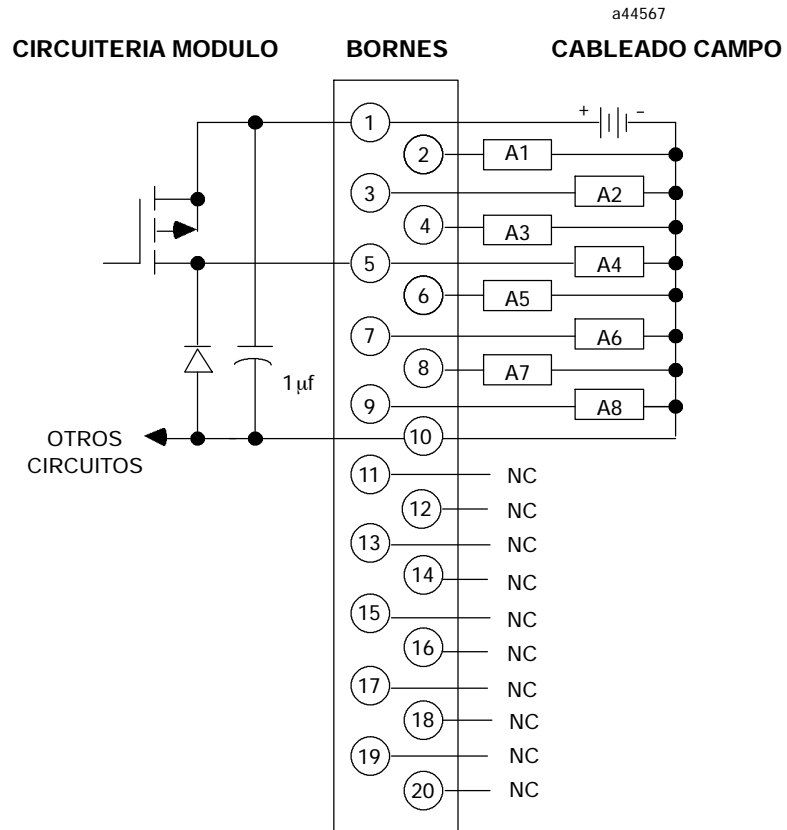 a44567
CIRCUITERIA MODULO BORNES CABLEADO CAMPO
+ −
1
2 A1
3 A2
4 A3
5 A4
6 A5
7 A6
8 A7
1 µf
9 A8
OTROS
CIRCUITOS
10
11 NC
12 NC
13 NC
14 NC
15 NC
16 NC
17 NC
18 NC
19 NC
20 NC